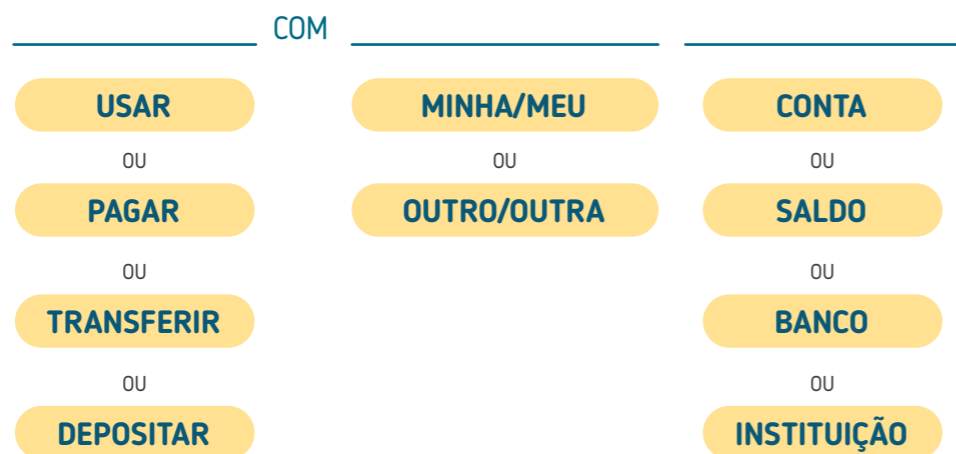 COM
USAR MINHA/MEU CONTA
OU OU OU
PAGAR OUTRO/OUTRA SALDO
OU OU
TRANSFERIR BANCO
OU OU
DEPOSITAR INSTITUIÇÃO